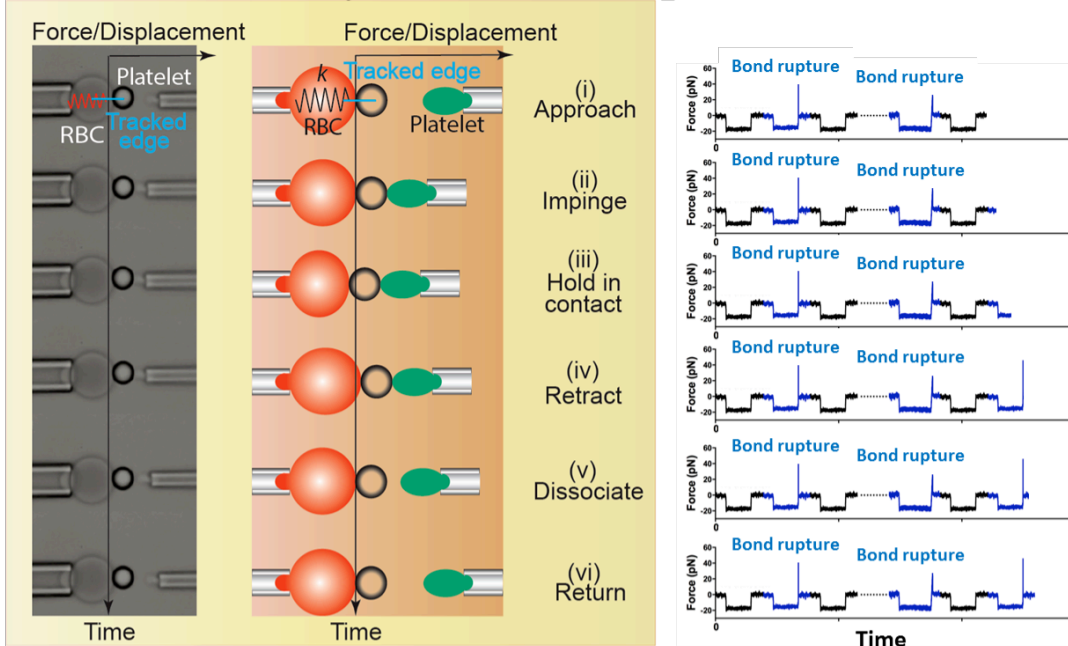 Force/Displacement
Force/Displacement
Platelet
RBC
Tracked
edge
k
Tracked edge
RBC
Platelet
(i)
Approach
(ii)
Impinge
(iii)
Hold in
contact
(iv)
Retract
(v)
Dissociate
(vi)
Return
Time
Time
Bond rupture
Bond rupture
Force (pN)
60
40
20
0
-20
0
Bond rupture
Bond rupture
Force (pN)
60
40
20
0
-20
0
Bond rupture
Bond rupture
Force (pN)
60
40
20
0
-20
0
Bond rupture
Bond rupture
Force (pN)
60
40
20
0
-20
0
Bond rupture
Bond rupture
Force (pN)
60
40
20
0
-20
0
Bond rupture
Bond rupture
Force (pN)
60
40
20
0
-20
0
Time